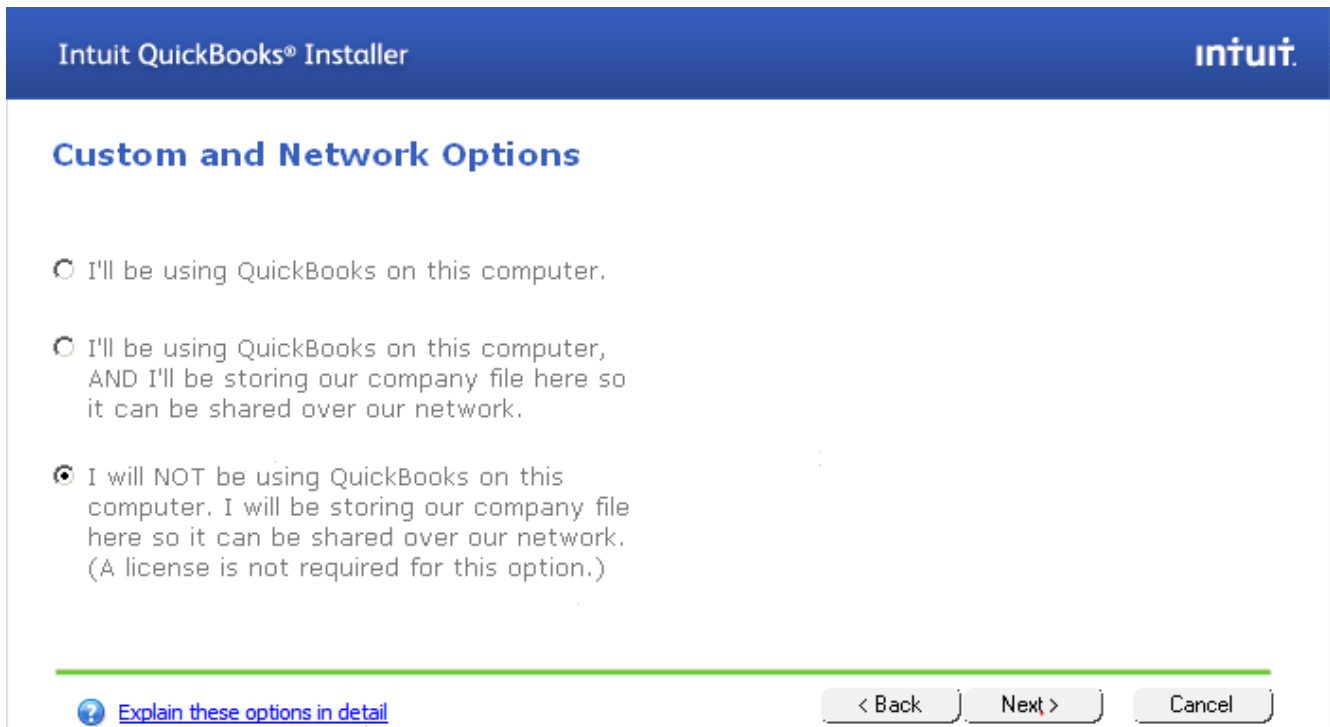 Intuit QuickBooks® Installer
intuit.
Custom and Network Options
I'll be using QuickBooks on this computer.
I'll be using QuickBooks on this computer,
AND I'll be storing our company file here so
it can be shared over our network.
I will NOT be using QuickBooks on this
computer. I will be storing our company file
here so it can be shared over our network.
(A license is not required for this option.)
? Explain these options in detail
< Back
Next >
Cancel